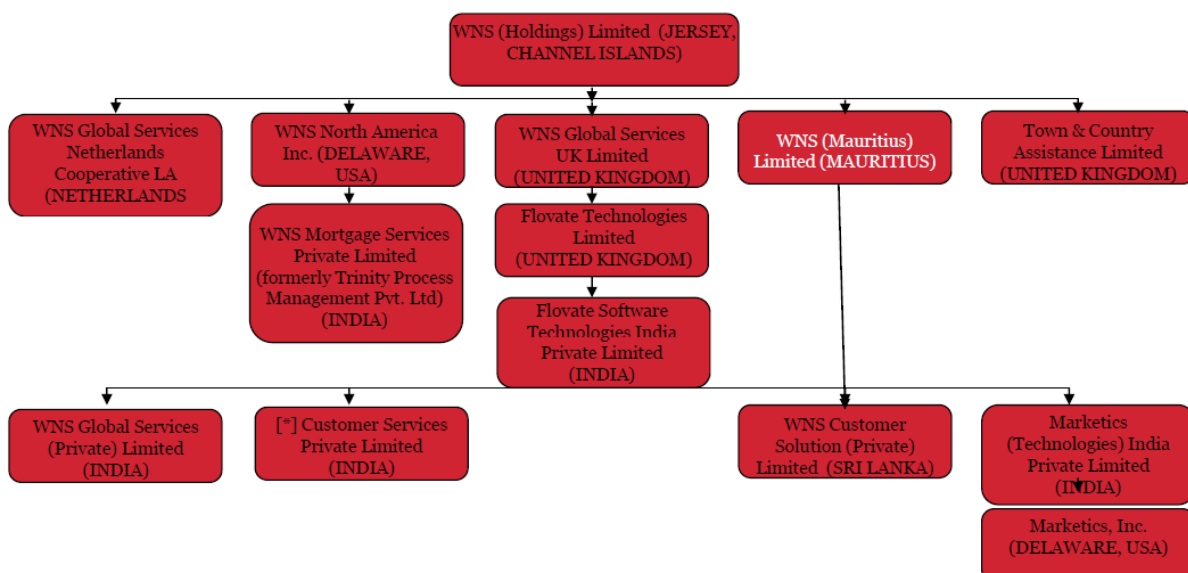 WNS (Holdings) Limited (JERSEY,
CHANNEL ISLANDS)
WNS Global Services
Netherlands
Cooperative LA
(NETHERLANDS
WNS North America
Inc. (DELAWARE,
USA)
WNS Global Services
UK Limited
(UNITED KINGDOM)
WNS (Mauritius)
Limited (MAURITIUS)
Town & Country
Assistance Limited
(UNITED KINGDOM)
WNS Mortgage Services
Private Limited
(formerly Trinity Process
Management Pvt. Ltd)
(INDIA)
Flovate Technologies
Limited
(UNITED KINGDOM)
Flovate Software
Technologies India
Private Limited
(INDIA)
WNS Global Services
(Private) Limited
(INDIA)
[*] Customer Services
Private Limited
(INDIA)
WNS Customer
Solution (Private)
Limited (SRI LANKA)
Marketics
(Technologies) India
Private Limited
(INDIA)
Marketics, Inc.
(DELAWARE, USA)